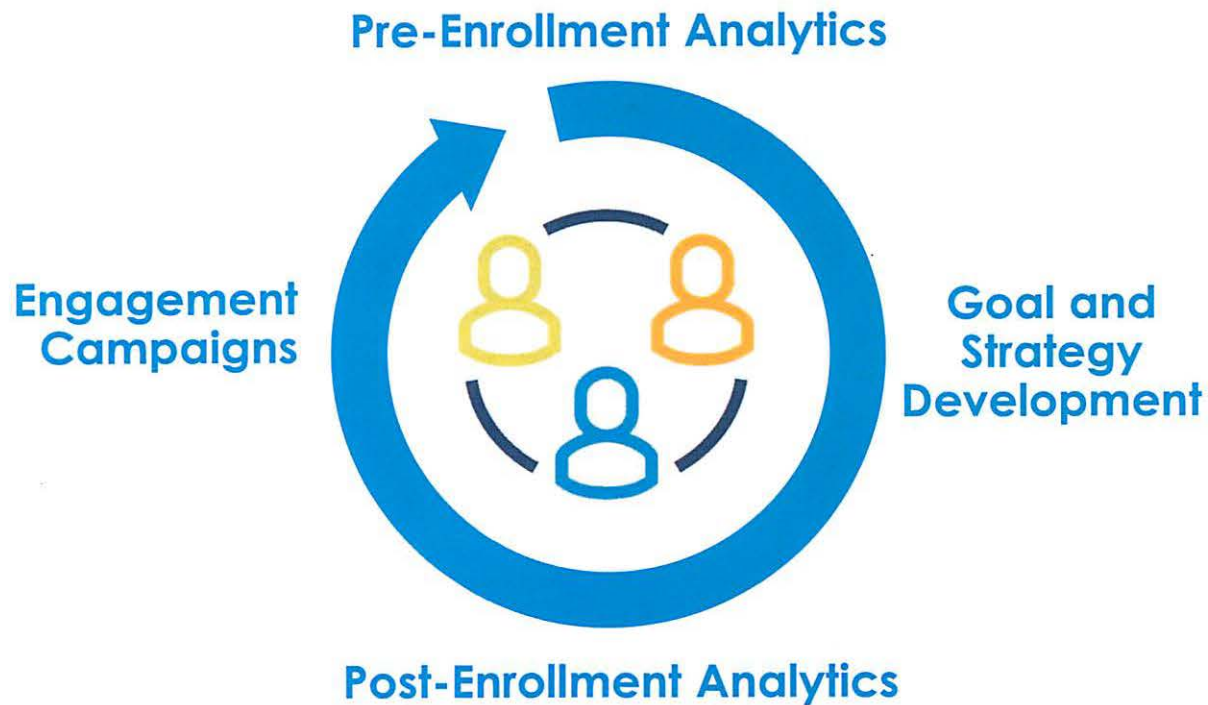 Pre-Enrollment Analytics
Engagement
Campaigns
Goal and
Strategy
Development
Post-Enrollment Analytics